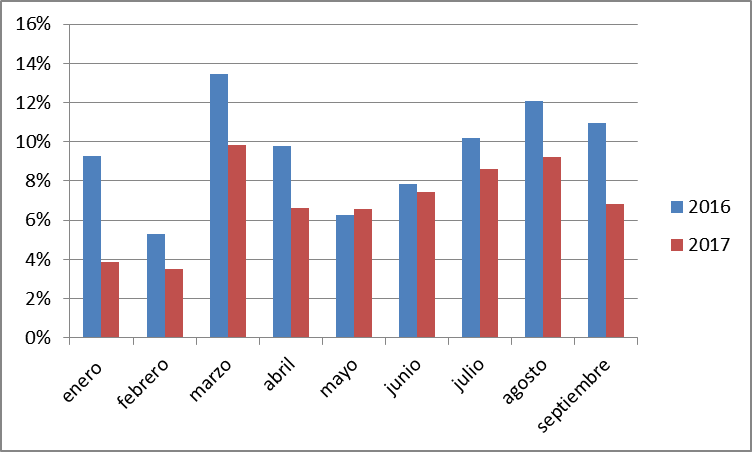 16%
14%
12%
10%
8%
6%
4%
2%
0%
enero
febrero
marzo
abril
mayo
junio
julio
agosto
septiembre
2016
2017